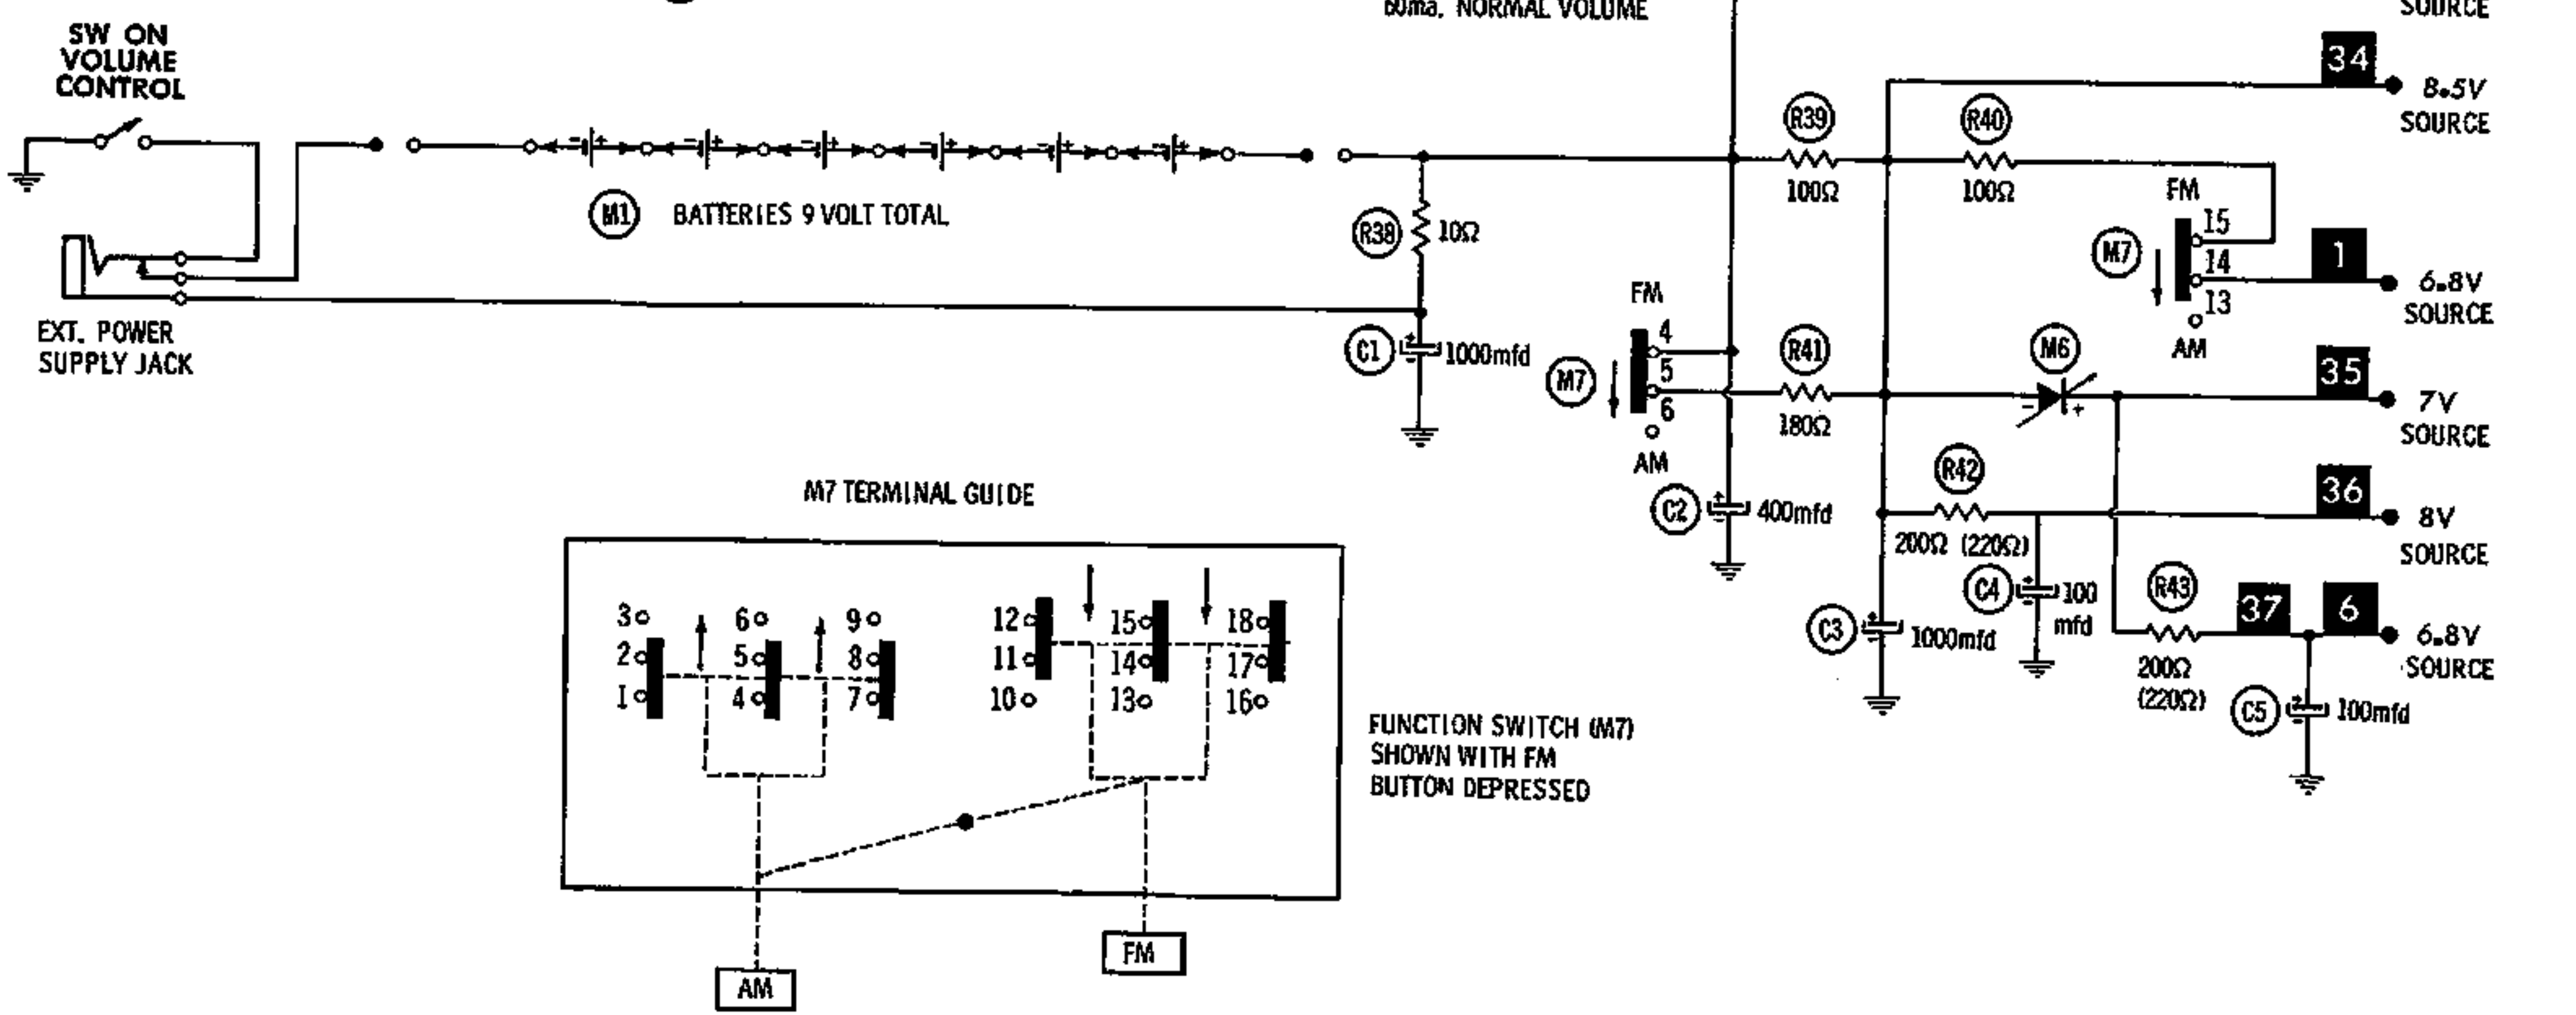 60ma. NORMAL VOLUME
SOURCE
SW ON
VOLUME
CONTROL
34
8.5V
SOURCE
R39
100Ω
R40
100Ω
- + - + - + - + - + - +
M1 BATTERIES 9 VOLT TOTAL
R38 10Ω
FM
15
14
13
M7
AM
1
6.8V
SOURCE
EXT. POWER
SUPPLY JACK
C1 + - 1000mfd
FM
4
5
6
M7
AM
R41
180Ω
M6
- +
35
7V
SOURCE
C2 + - 400mfd
R42
200Ω (220Ω)
36
8V
SOURCE
C3 + - 1000mfd
C4 + - 100
mfd
R43
200Ω
(220Ω)
37
6
6.8V
SOURCE
C5 + - 100mfd
M7 TERMINAL GUIDE
3 6 9 12 15 18
2 5 8 11 14 17
1 4 7 10 13 16
FUNCTION SWITCH (M7)
SHOWN WITH FM
BUTTON DEPRESSED
FM
AM